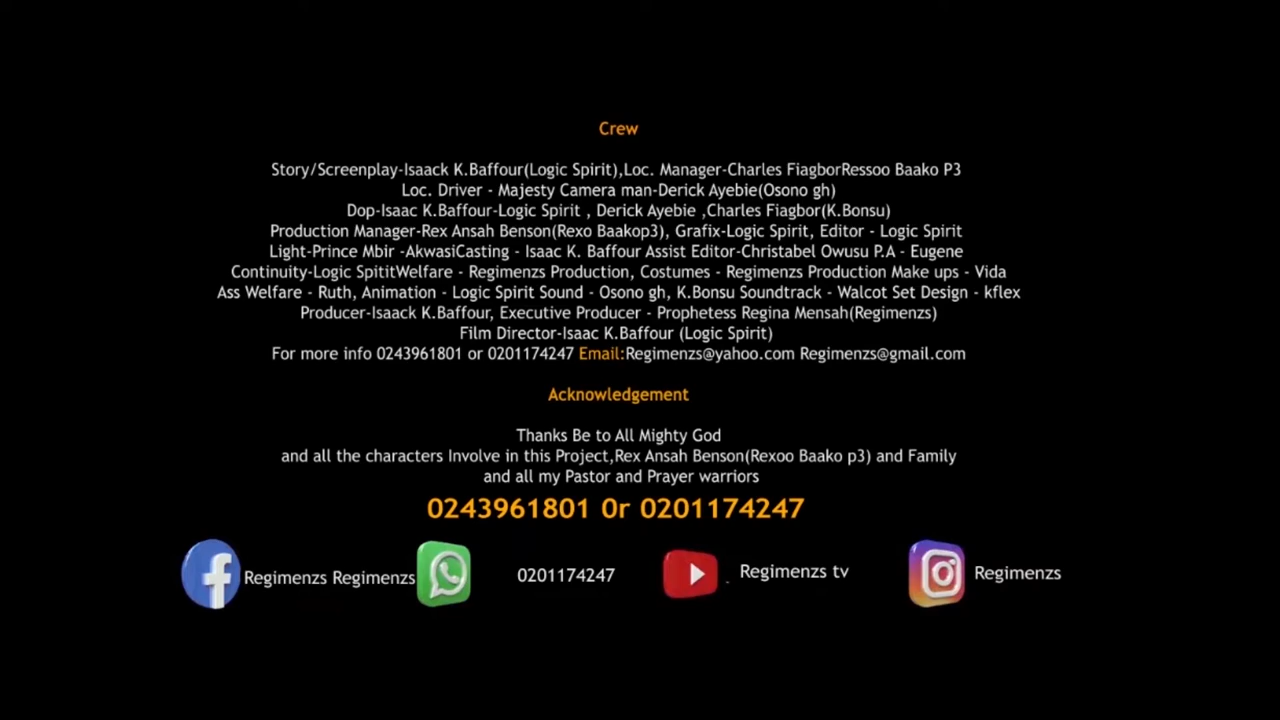 Crew
Story/Screenplay-Isaack K.Baffour(Logic Spirit),Loc. Manager-Charles FiagborRessoo Baako P3
Loc. Driver - Majesty Camera man-Derick Ayebie(Osono gh)
Dop-Isaac K.Baffour-Logic Spirit , Derick Ayebie ,Charles Fiagbor(K.Bonsu)
Production Manager-Rex Ansah Benson(Rexo Baakop3), Grafix-Logic Spirit, Editor - Logic Spirit
Light-Prince Mbir -AkwasiCasting - Isaac K. Baffour Assist Editor-Christabel Owusu P.A - Eugene
Continuity-Logic SpititWelfare - Regimenzs Production, Costumes - Regimenzs Production Make ups - Vida
Ass Welfare - Ruth, Animation - Logic Spirit Sound - Osono gh, K.Bonsu Soundtrack - Walcot Set Design - kflex
Producer-Isaack K.Baffour, Executive Producer - Prophetess Regina Mensah(Regimenzs)
Film Director-Isaac K.Baffour (Logic Spirit)
For more info 0243961801 or 0201174247 Email:Regimenzs@yahoo.com Regimenzs@gmail.com
Acknowledgement
Thanks Be to All Mighty God
and all the characters Involve in this Project,Rex Ansah Benson(Rexoo Baako p3) and Family
and all my Pastor and Prayer warriors
0243961801 0r 0201174247
Regimenzs Regimenzs 0201174247 Regimenzs tv Regimenzs